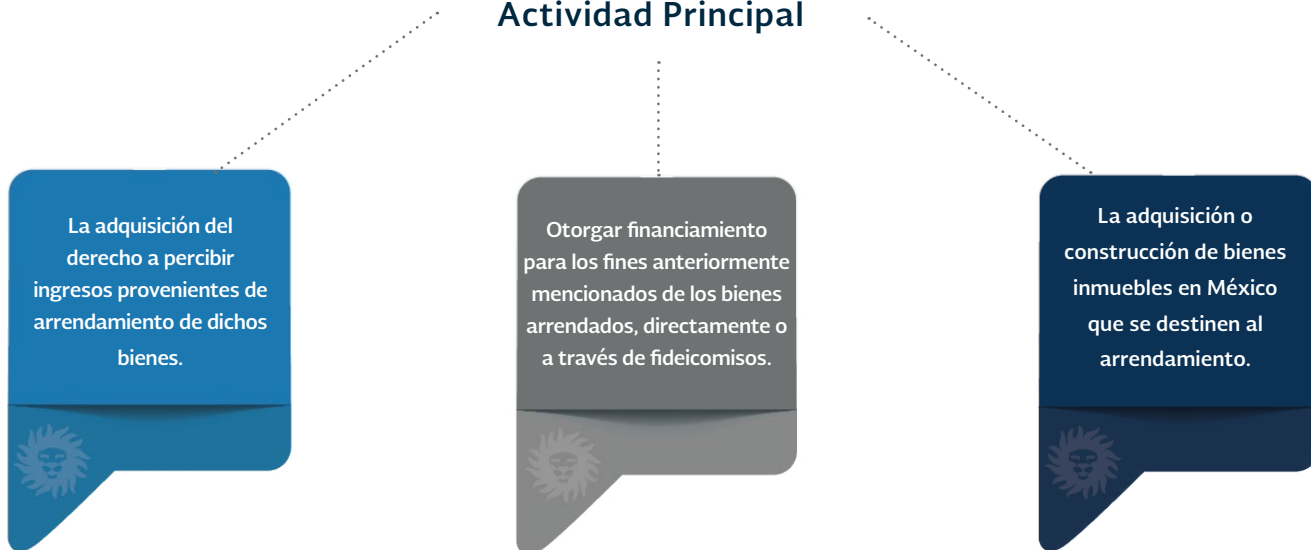 Actividad Principal
La adquisición del
derecho a percibir
ingresos provenientes de
arrendamiento de dichos
bienes.
Otorgar financiamiento
para los fines anteriormente
mencionados de los bienes
arrendados, directamente o
a través de fideicomisos.
La adquisición o
construcción de bienes
inmuebles en México
que se destinen al
arrendamiento.